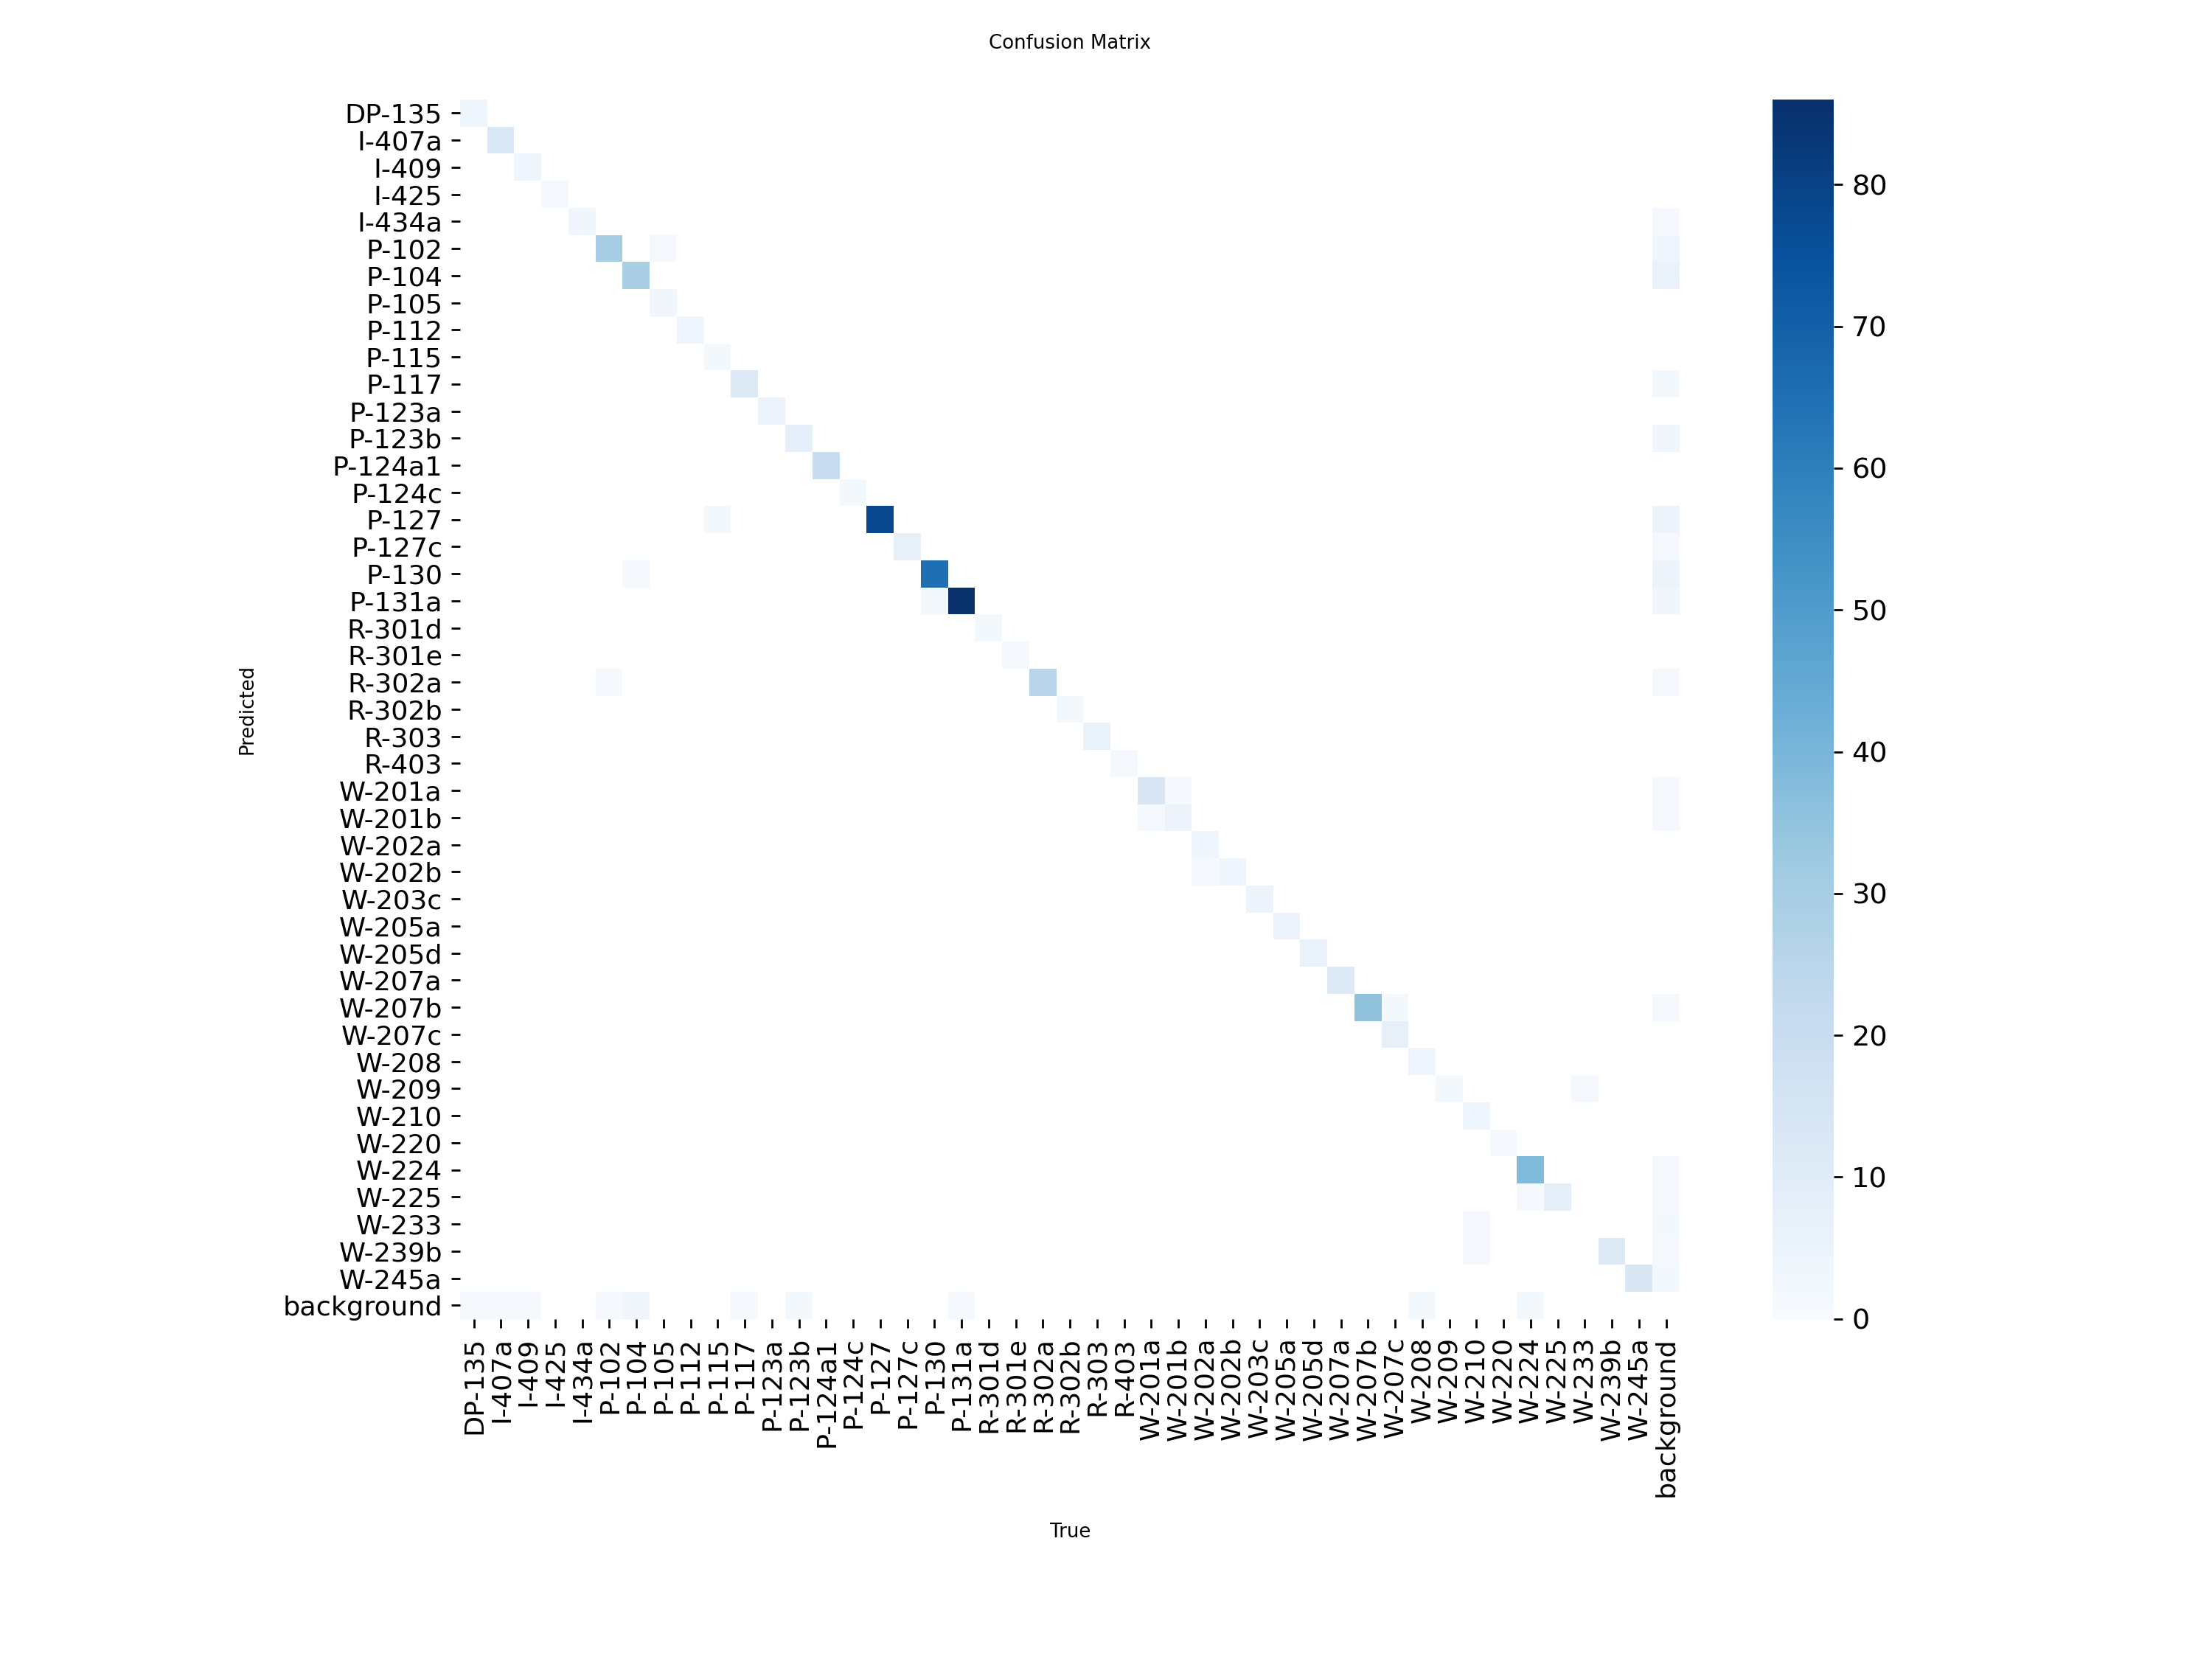 Confusion Matrix
DP-135
I-407a
I-409
I-425
I-434a
P-102
P-104
P-105
P-112
P-115
P-117
P-123a
P-123b
P-124a1
P-124c
P-127
P-127c
P-130
P-131a
R-301d
R-301e
R-302a
R-302b
R-303
R-403
W-201a
W-201b
W-202a
W-202b
W-203c
W-205a
W-205d
W-207a
W-207b
W-207c
W-208
W-209
W-210
W-220
W-224
W-225
W-233
W-239b
W-245a
background
Predicted
DP-135
I-407a
I-409
I-425
I-434a
P-102
P-104
P-105
P-112
P-115
P-117
P-123a
P-123b
P-124a1
P-124c
P-127
P-127c
P-130
P-131a
R-301d
R-301e
R-302a
R-302b
R-303
R-403
W-201a
W-201b
W-202a
W-202b
W-203c
W-205a
W-205d
W-207a
W-207b
W-207c
W-208
W-209
W-210
W-220
W-224
W-225
W-233
W-239b
W-245a
background
True
80
70
60
50
40
30
20
10
0